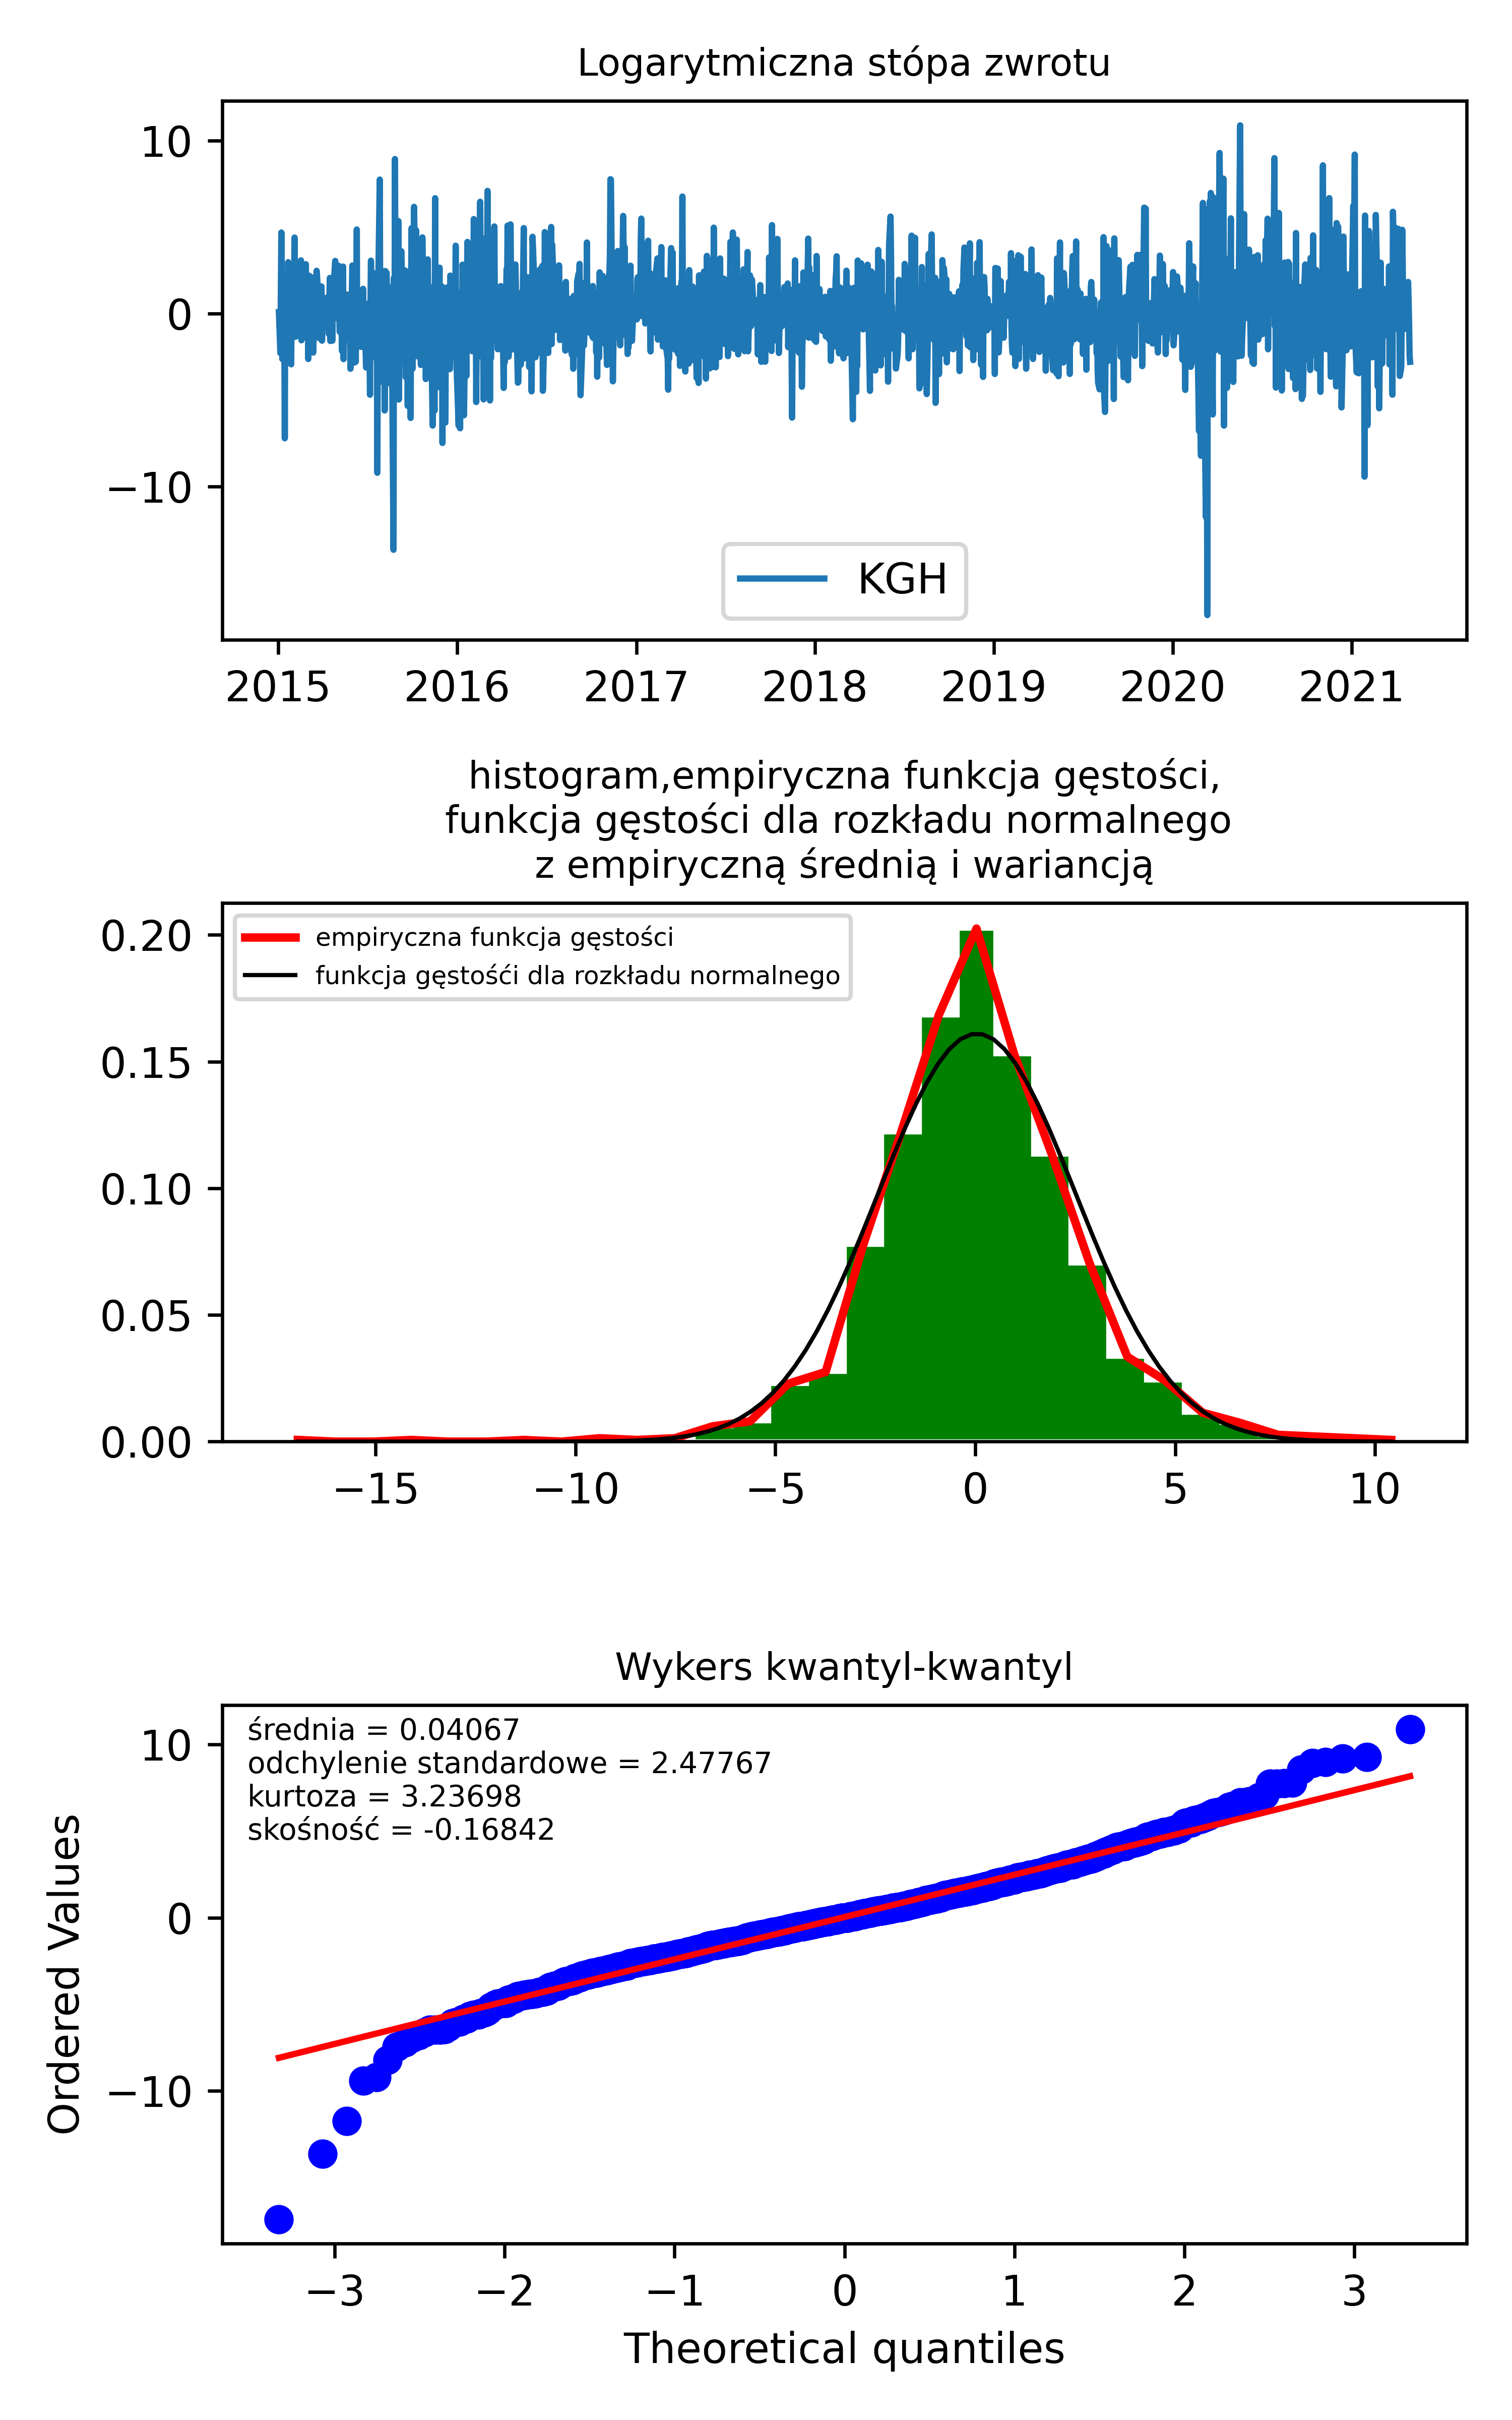 Logarytmiczna stópa zwrotu
10
0
−10
KGH
2015 2016 2017 2018 2019 2020 2021
histogram,empiryczna funkcja gęstości,
funkcja gęstości dla rozkładu normalnego
z empiryczną średnią i wariancją
0.20
0.15
0.10
0.05
0.00
empiryczna funkcja gęstości
funkcja gęstośći dla rozkładu normalnego
−15 −10 −5 0 5 10
Wykers kwantyl-kwantyl
średnia = 0.04067
odchylenie standardowe = 2.47767
kurtoza = 3.23698
skośność = -0.16842
Ordered Values
10
0
−10
−3 −2 −1 0 1 2 3
Theoretical quantiles